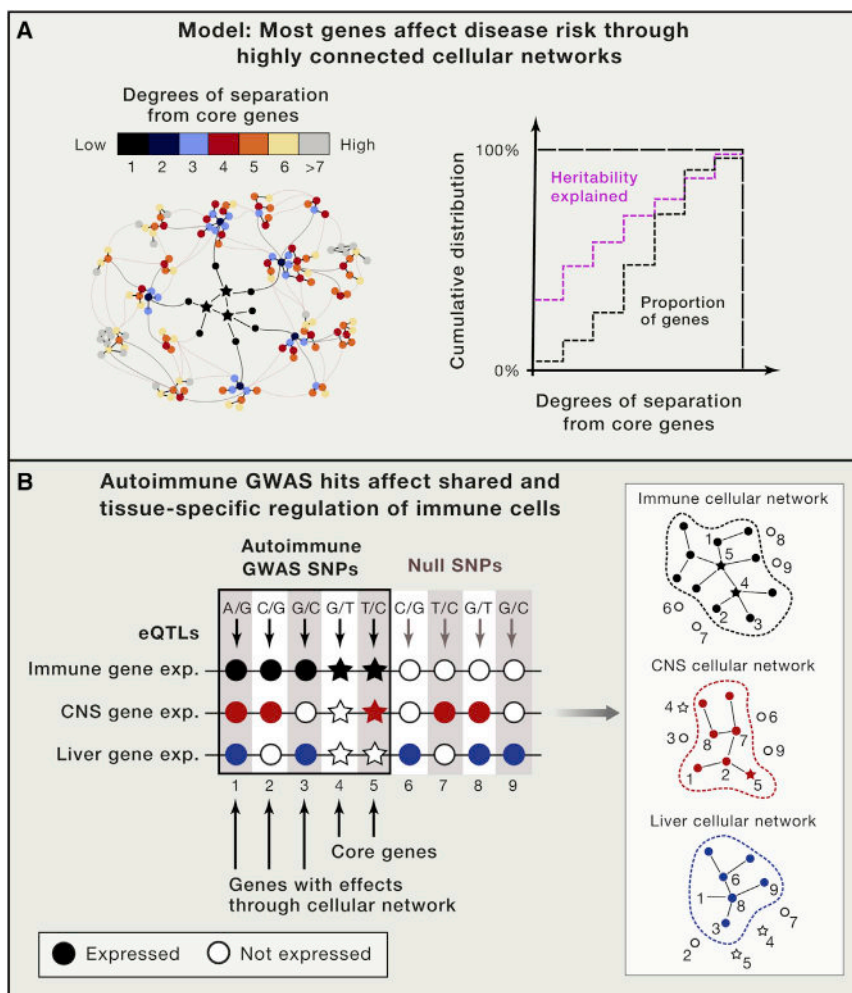 A
Model: Most genes affect disease risk through
highly connected cellular networks
Degrees of separation
from core genes
Low
High
1 2 3 4 5 6 >7
100%
Heritability
explained
Cumulative distribution
Proportion
of genes
0%
Degrees of separation
from core genes
B
Autoimmune GWAS hits affect shared and
tissue-specific regulation of immune cells
Autoimmune
GWAS SNPs
Null SNPs
A/G C/G G/C G/T T/C C/G T/C G/T G/C
eQTLs
Immune gene exp.
CNS gene exp.
Liver gene exp.
1 2 3 4 5 6 7 8 9
Core genes
Genes with effects
through cellular network
Expressed
Not expressed
Immune cellular network
1
8
5
9
4
6
2
3
7
CNS cellular network
4
6
3
8
7
9
1
2
5
Liver cellular network
6
9
1
8
7
3
4
2
5